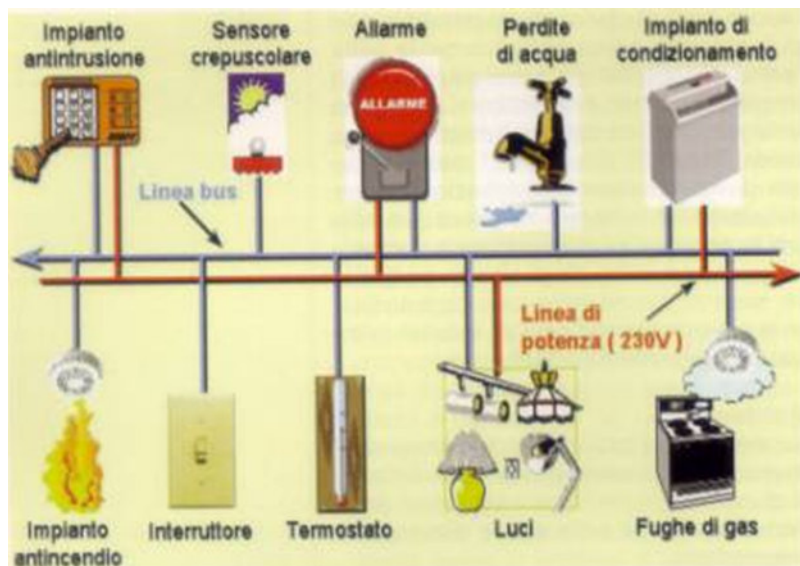 Impianto
antintrusione
Sensore
crepuscolare
Allarme
Perdite
di acqua
Impianto di
condizionamento
ALLARME
Linea bus
Linea di
potenza ( 230V )
Impianto
antincendio
Interruttore
Termostato
Luci
Fughe di gas